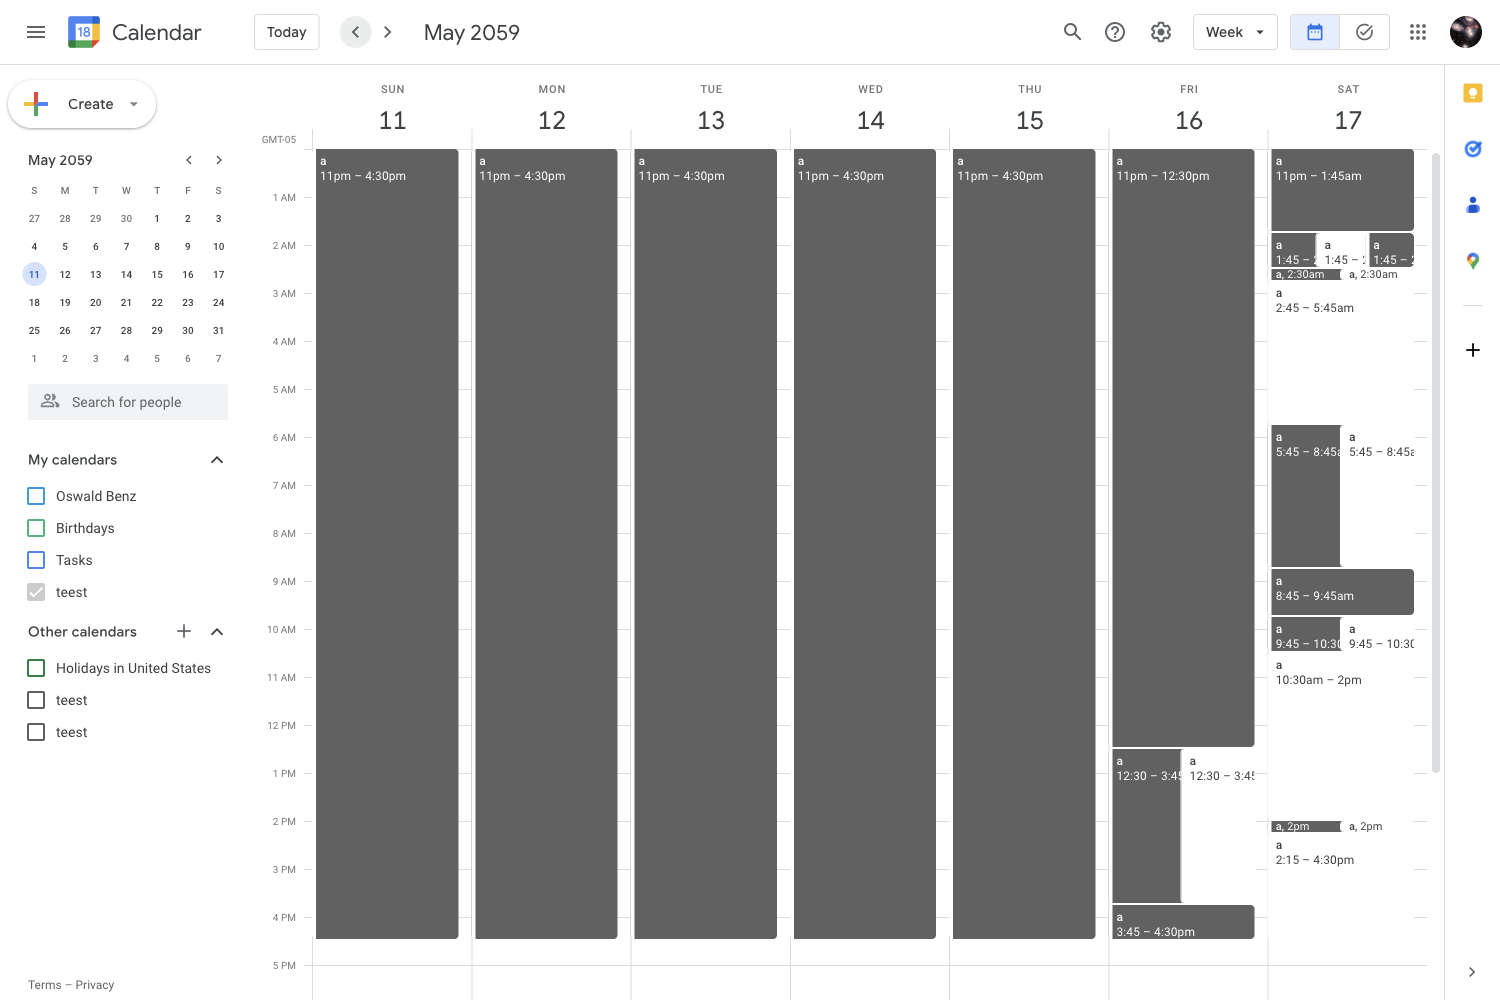 18 Calendar
Today
May 2059
Week
Create
May 2059
S M T W T F S
27 28 29 30 1 2 3
4 5 6 7 8 9 10
11 12 13 14 15 16 17
18 19 20 21 22 23 24
25 26 27 28 29 30 31
1 2 3 4 5 6 7
Search for people
My calendars
Oswald Benz
Birthdays
Tasks
teest
Other calendars
Holidays in United States
teest
teest
Terms – Privacy
SUN MON TUE WED THU FRI SAT
11 12 13 14 15 16 17
GMT-05
1 AM
2 AM
3 AM
4 AM
5 AM
6 AM
7 AM
8 AM
9 AM
10 AM
11 AM
12 PM
1 PM
2 PM
3 PM
4 PM
5 PM
a
11pm – 4:30pm
a
11pm – 4:30pm
a
11pm – 4:30pm
a
11pm – 4:30pm
a
11pm – 4:30pm
a
11pm – 12:30pm
a
12:30 – 3:45
a
12:30 – 3:45
a
3:45 – 4:30pm
a
11pm – 1:45am
a
1:45 – 2
a
1:45 – 2
a
1:45 – 2
a, 2:30am
a, 2:30am
a
2:45 – 5:45am
a
5:45 – 8:45a
a
5:45 – 8:45a
a
8:45 – 9:45am
a
9:45 – 10:30
a
9:45 – 10:30
a
10:30am – 2pm
a, 2pm
a, 2pm
a
2:15 – 4:30pm